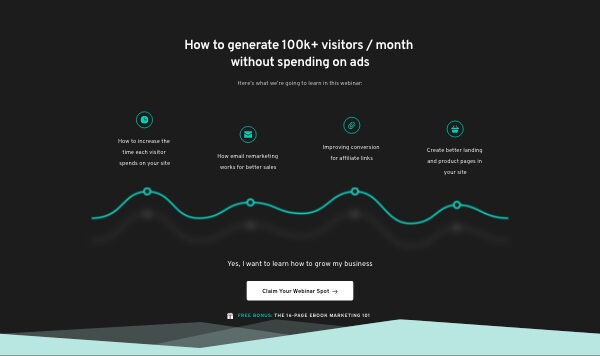 How to generate 100k+ visitors / month
without spending on ads
Here's what we're going to learn in this webinar:
How to increase the
time each visitor
spends on your site
How email remarketing
works for better sales
Improving conversion
for affiliate links
Create better landing
and product pages in
your site
Yes, I want to learn how to grow my business
Claim Your Webinar Spot →
FREE BONUS: THE 16-PAGE EBOOK MARKETING 101